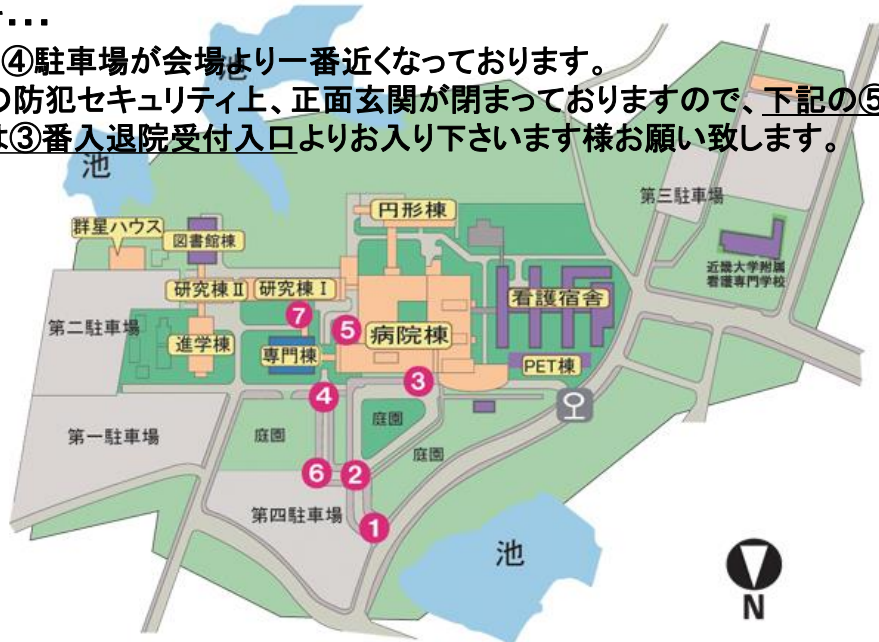 ④駐車場が会場より一番近くなっております。
の防犯セキュリティ上、正面玄関が閉まっておりますので、下記の⑤
は③番入退院受付入口よりお入り下さいます様お願い致します。
池
池
第三駐車場
円形棟
群星ハウス
図書館棟
近畿大学附属
看護専門学校
研究棟Ⅱ
研究棟Ⅰ
看護宿舎
7
第二駐車場
5
病院棟
進学棟
専門棟
PET棟
3
4
庭園
第一駐車場
庭園
庭園
6
2
第四駐車場
1
池
N